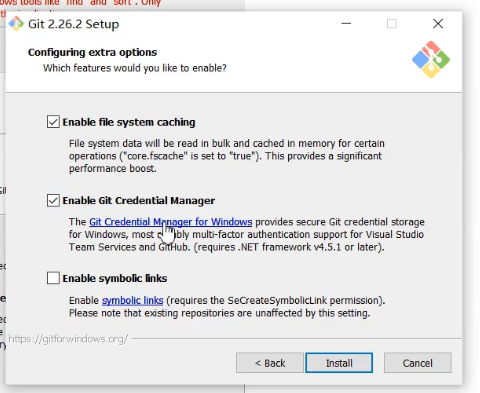 ows tools like "find" and "sort". Only
Git 2.26.2 Setup
Configuring extra options
Which features would you like to enable?
Enable file system caching
File system data will be read in bulk and cached in memory for certain
operations ("core.fscache" is set to "true"). This provides a significant
performance boost.
Enable Git Credential Manager
The Git Credential Manager for Windows provides secure Git credential storage
for Windows, most notably multi-factor authentication support for Visual Studio
Team Services and GitHub. (requires .NET framework v4.5.1 or later).
Enable symbolic links
Enable symbolic links (requires the SeCreateSymbolicLink permission).
Please note that existing repositories are unaffected by this setting.
https://gitforwindows.org/
< Back
Install
Cancel